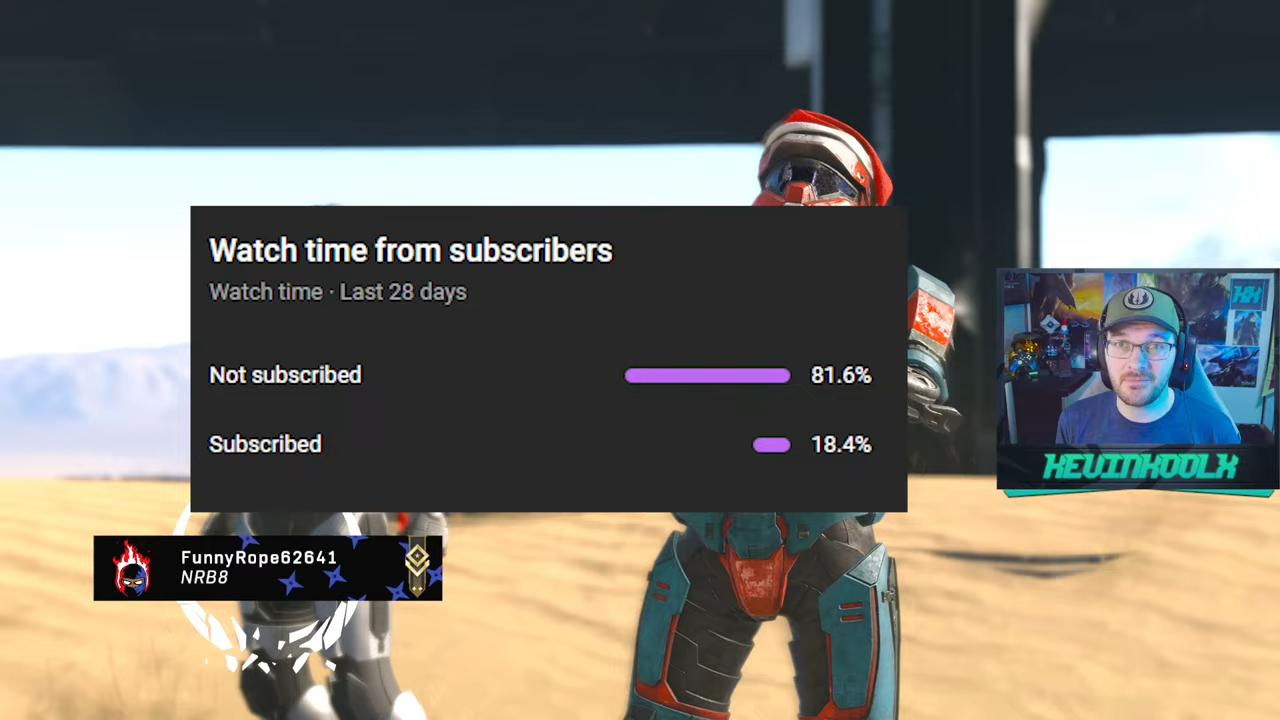 Watch time from subscribers
Watch time · Last 28 days
Not subscribed 81.6%
Subscribed 18.4%
KEVINKOOLX
FunnyRope62641
NRB8